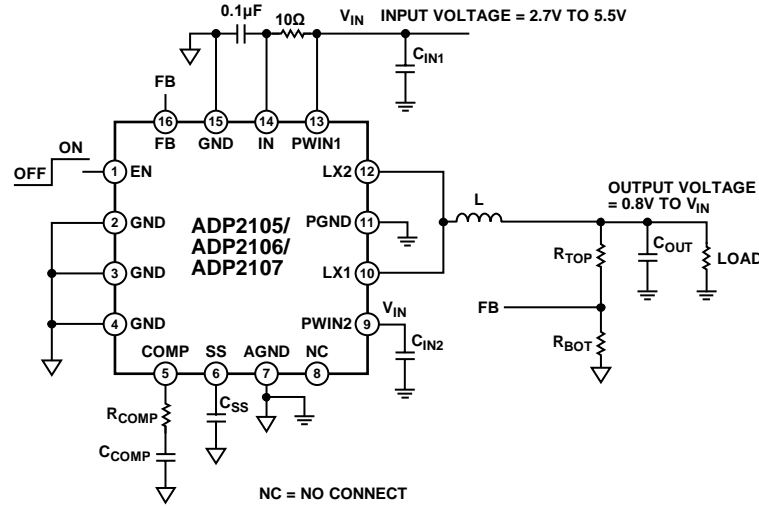 0.1μF
10Ω
VIN
INPUT VOLTAGE = 2.7V TO 5.5V
CIN1
FB
16
15
14
13
FB
GND
IN
PWIN1
ON
OFF
1
EN
2
GND
3
GND
4
GND
ADP2105/
ADP2106/
ADP2107
LX2
12
PGND
11
LX1
10
VIN
PWIN2
9
CIN2
L
OUTPUT VOLTAGE
= 0.8V TO VIN
RTOP
COUT
LOAD
FB
RBOT
COMP
SS
AGND
NC
5
6
7
8
RCOMP
CSS
CCOMP
NC = NO CONNECT